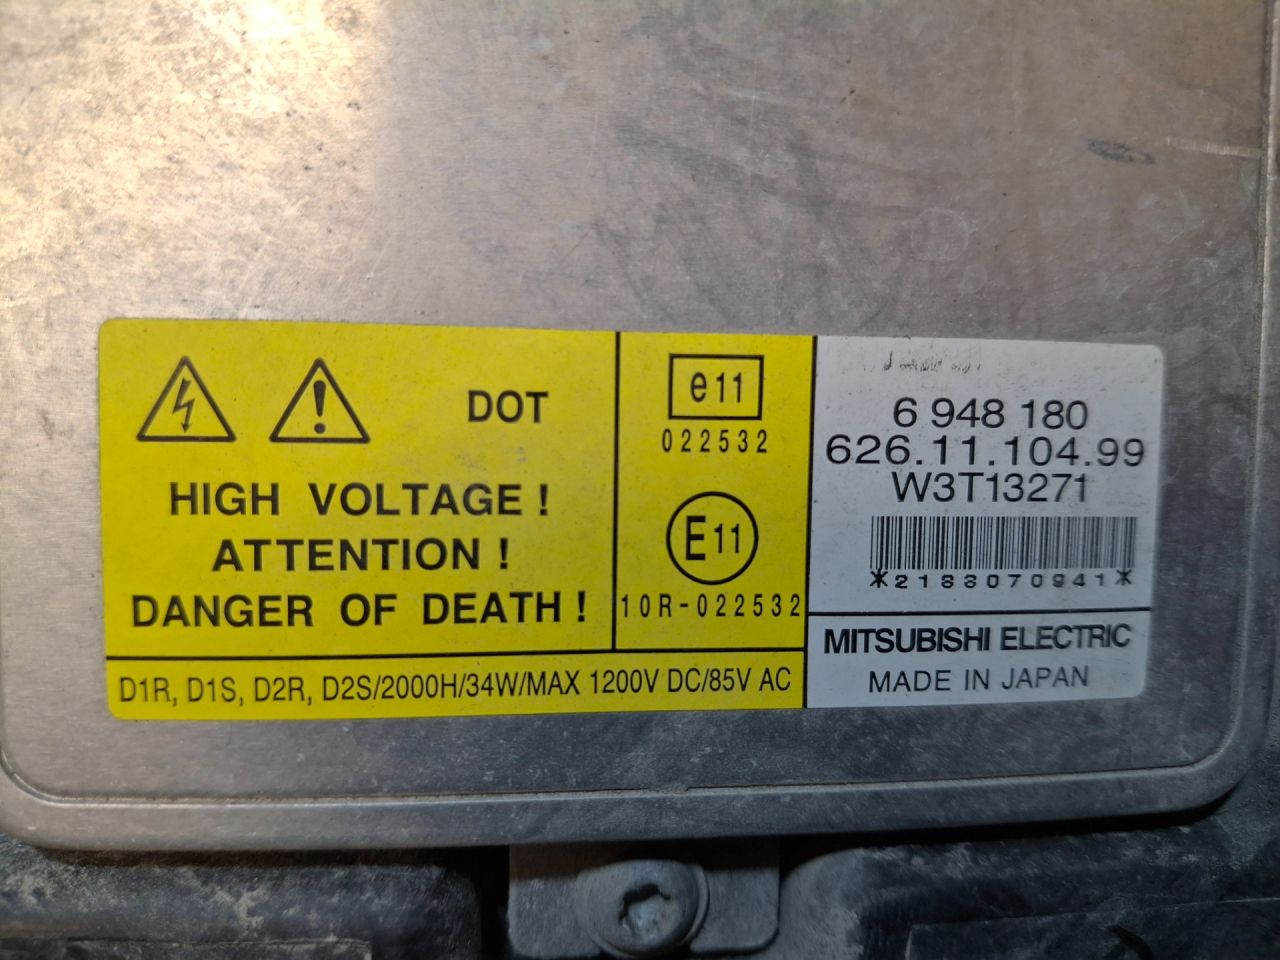 DOT
HIGH VOLTAGE !
ATTENTION !
DANGER OF DEATH !
D1R, D1S, D2R, D2S/2000H/34W/MAX 1200V DC/85V AC
e11
022532
E11
10R-022532
6 948 180
626.11.104.99
W3T13271
*2183070941*
MITSUBISHI ELECTRIC
MADE IN JAPAN